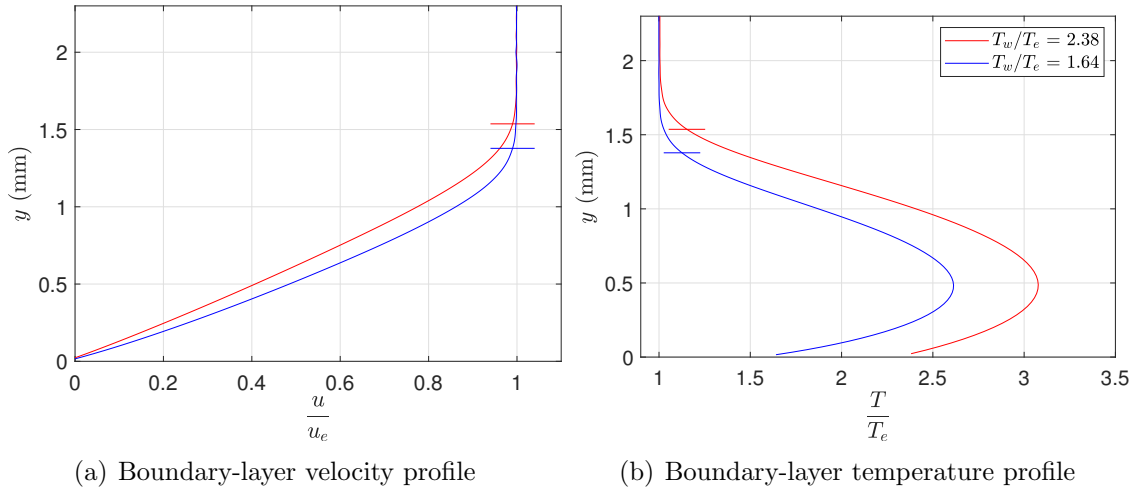 2
1.5
1
0.5
0
0 0.2 0.4 0.6 0.8 1
y (mm)
u
u_e
(a) Boundary-layer velocity profile
T_w/T_e = 2.38
T_w/T_e = 1.64
2
1.5
1
0.5
0
1 1.5 2 2.5 3 3.5
y (mm)
T
T_e
(b) Boundary-layer temperature profile